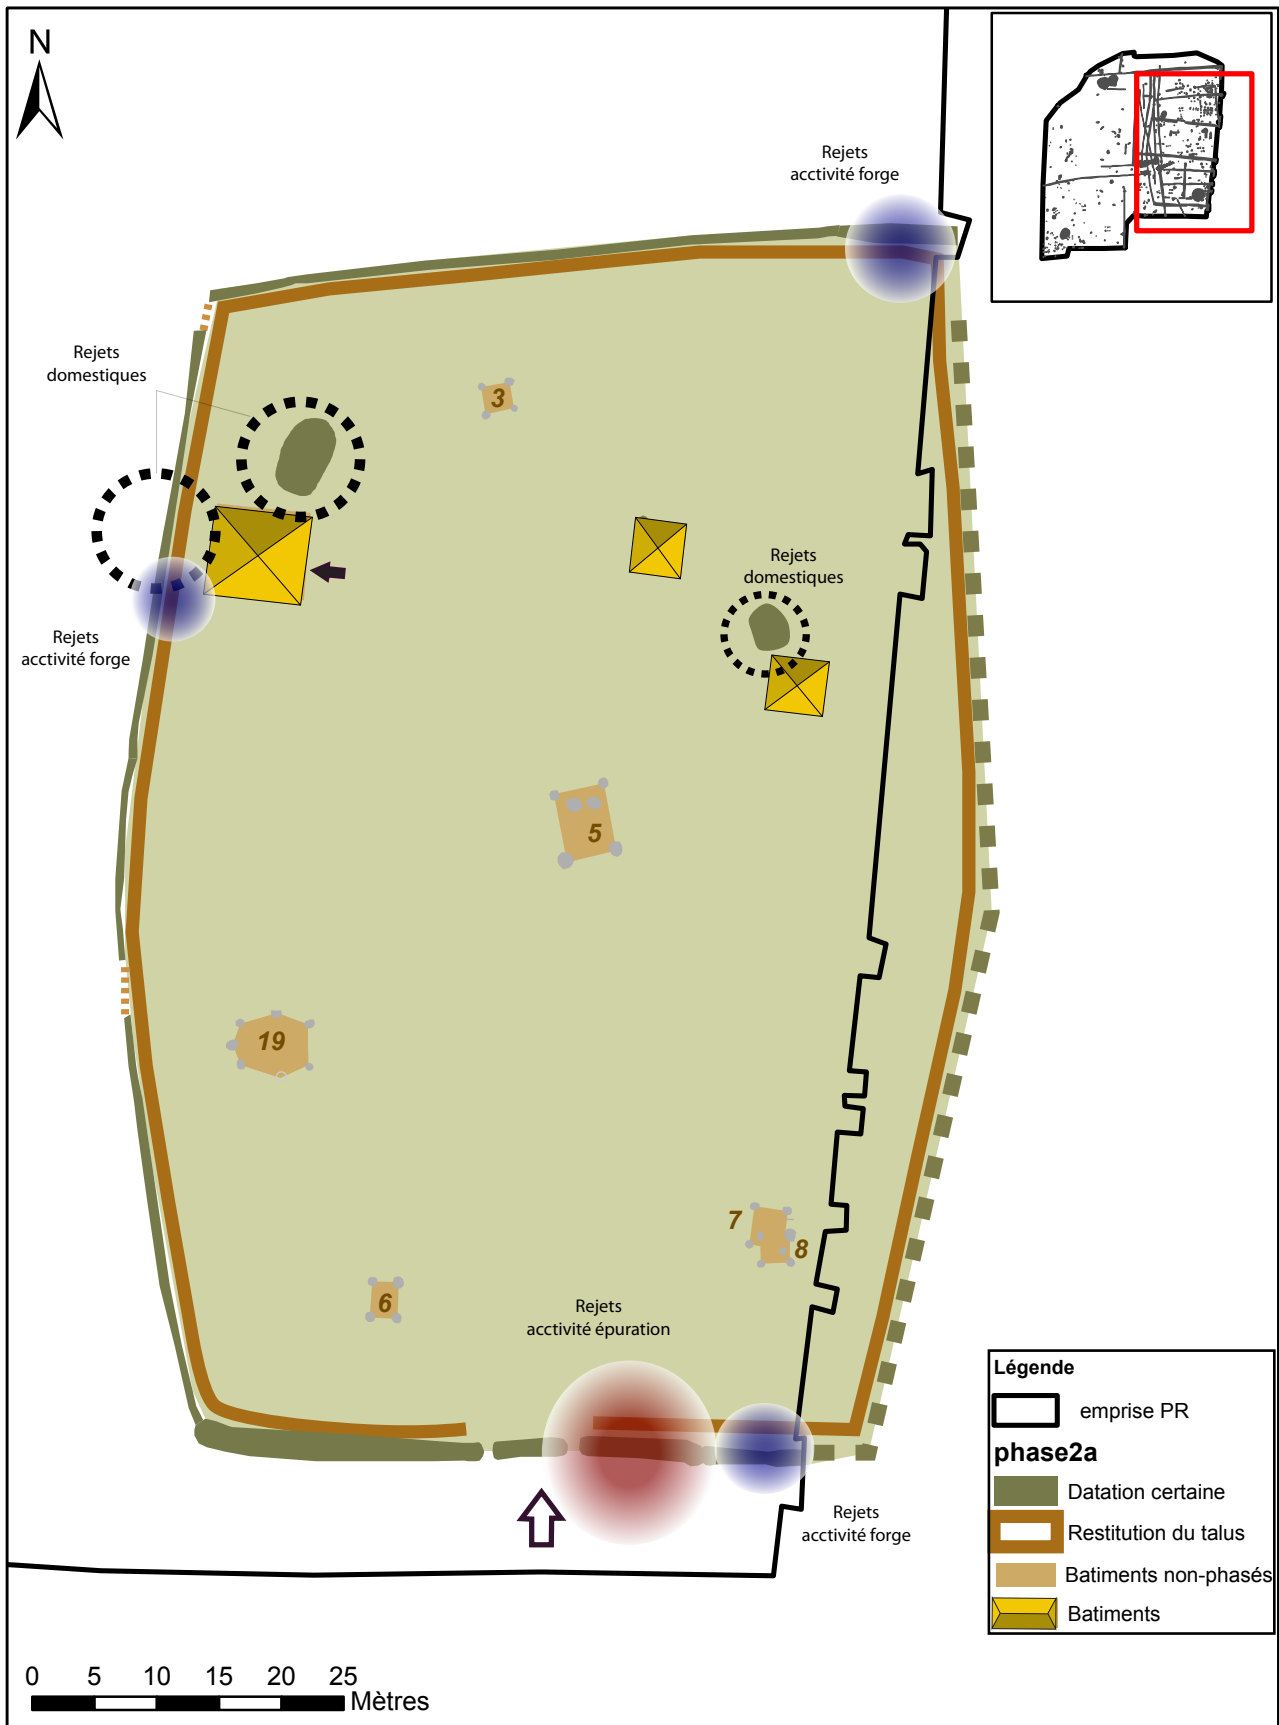 N
Rejets
acctivité forge
Rejets
domestiques
3
Rejets
domestiques
Rejets
acctivité forge
5
19
7
8
6
Rejets
acctivité épuration
Rejets
acctivité forge
Légende
emprise PR
phase2a
Datation certaine
Restitution du talus
Batiments non-phasés
Batiments
0 5 10 15 20 25
Mètres